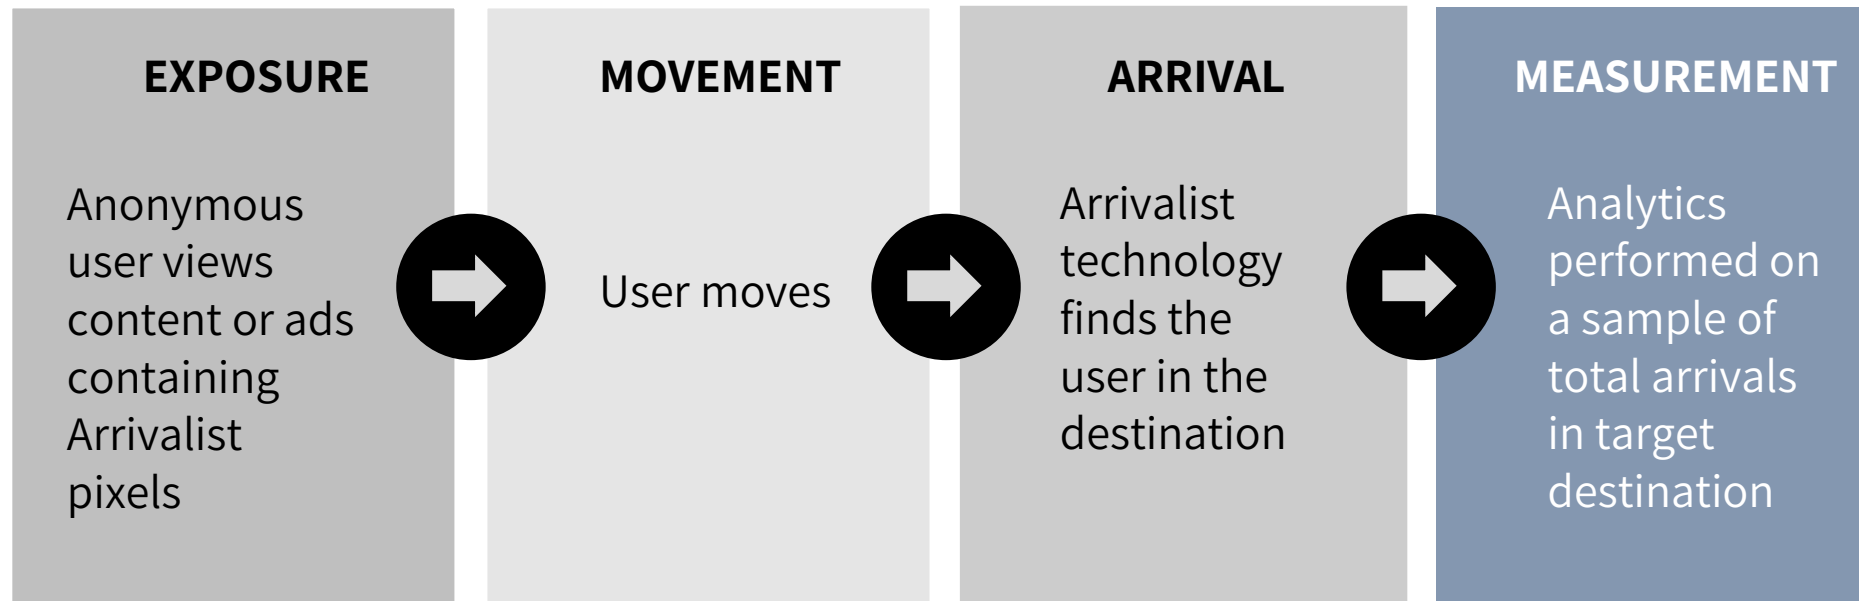 EXPOSURE
Anonymous
user views
content or ads
containing
Arrivalist
pixels
MOVEMENT
User moves
ARRIVAL
Arrivalist
technology
finds the
user in the
destination
MEASUREMENT
Analytics
performed on
a sample of
total arrivals
in target
destination